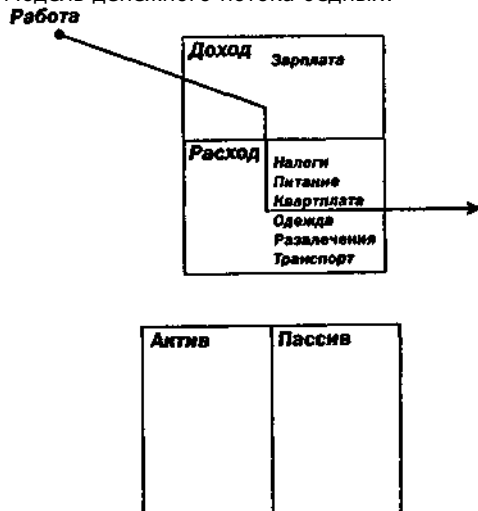 Модель денежного потока бедных.
Работа
Доход
Зарплата
Расход
Налоги
Питание
Квартплата
Одежда
Развлечения
Транспорт
Актив
Пассив